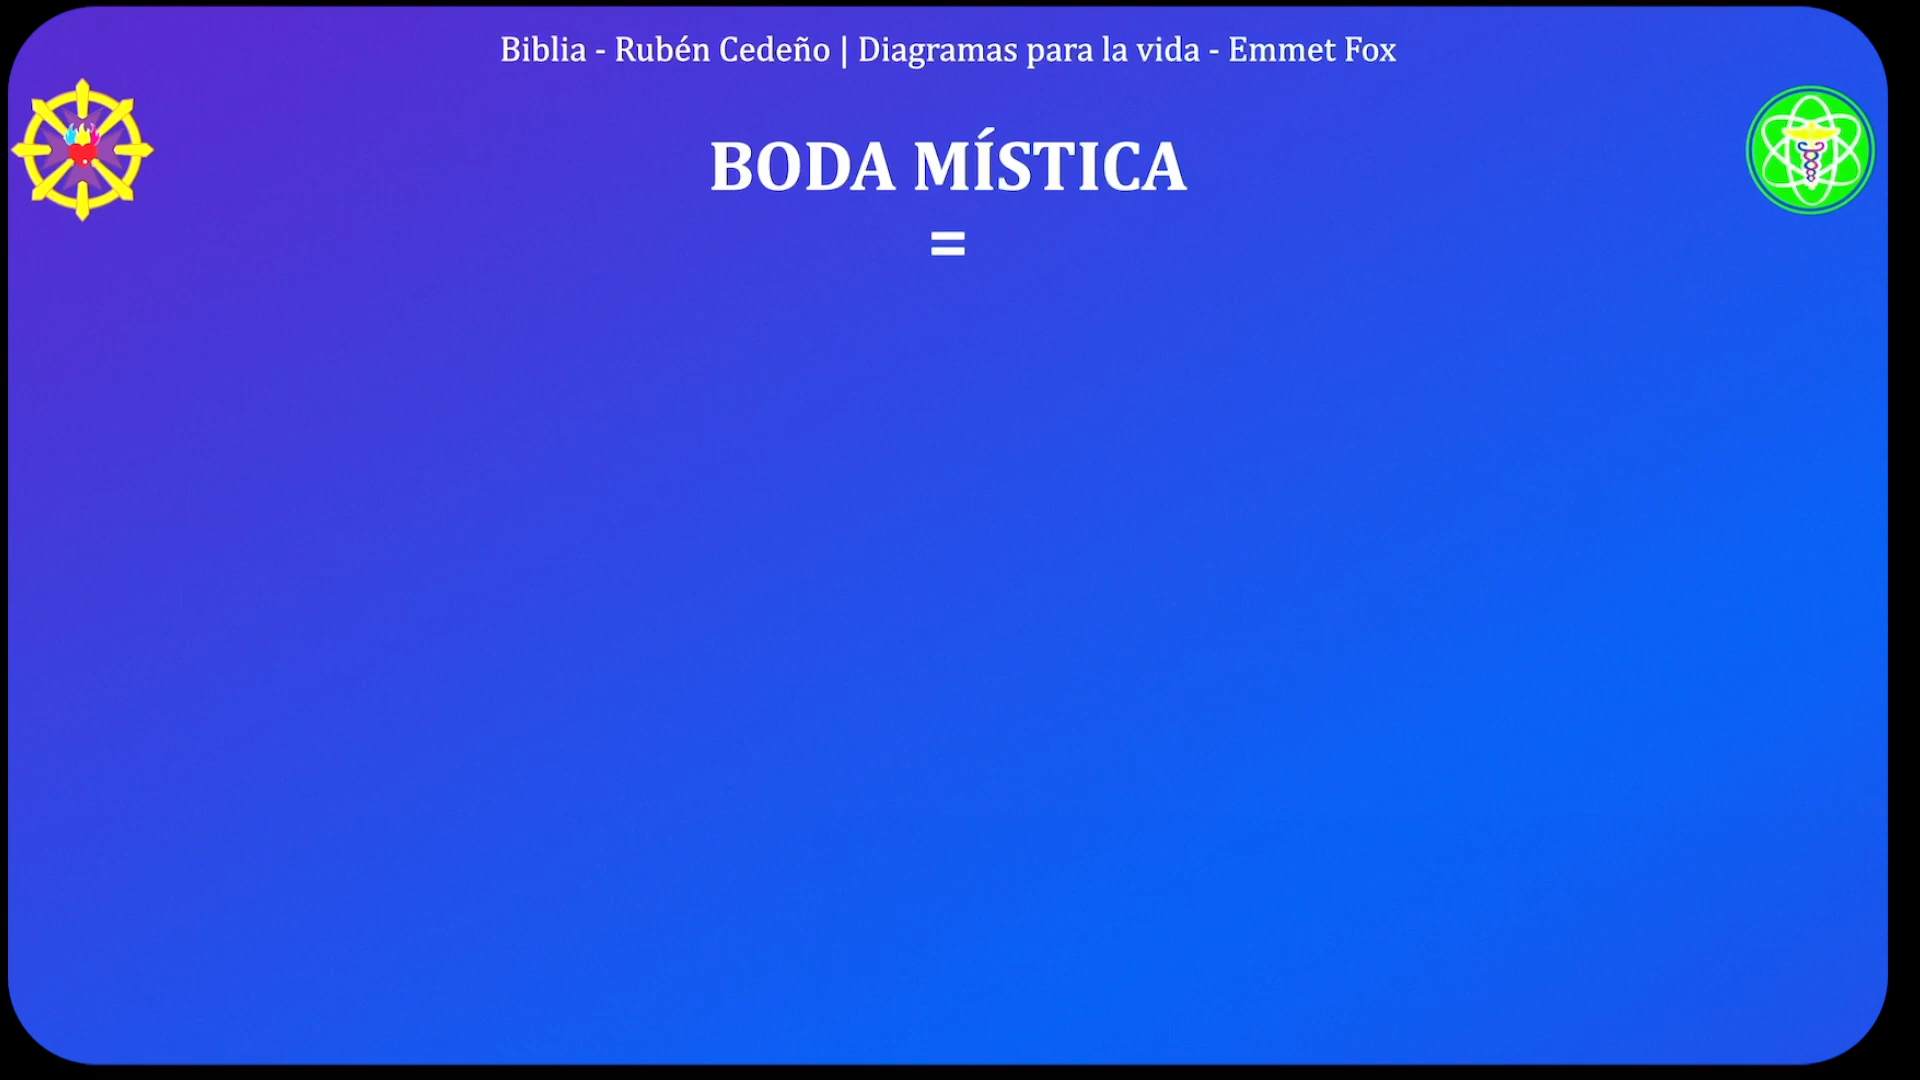 Biblia - Rubén Cedeño | Diagramas para la vida - Emmet Fox
BODA MÍSTICA
=